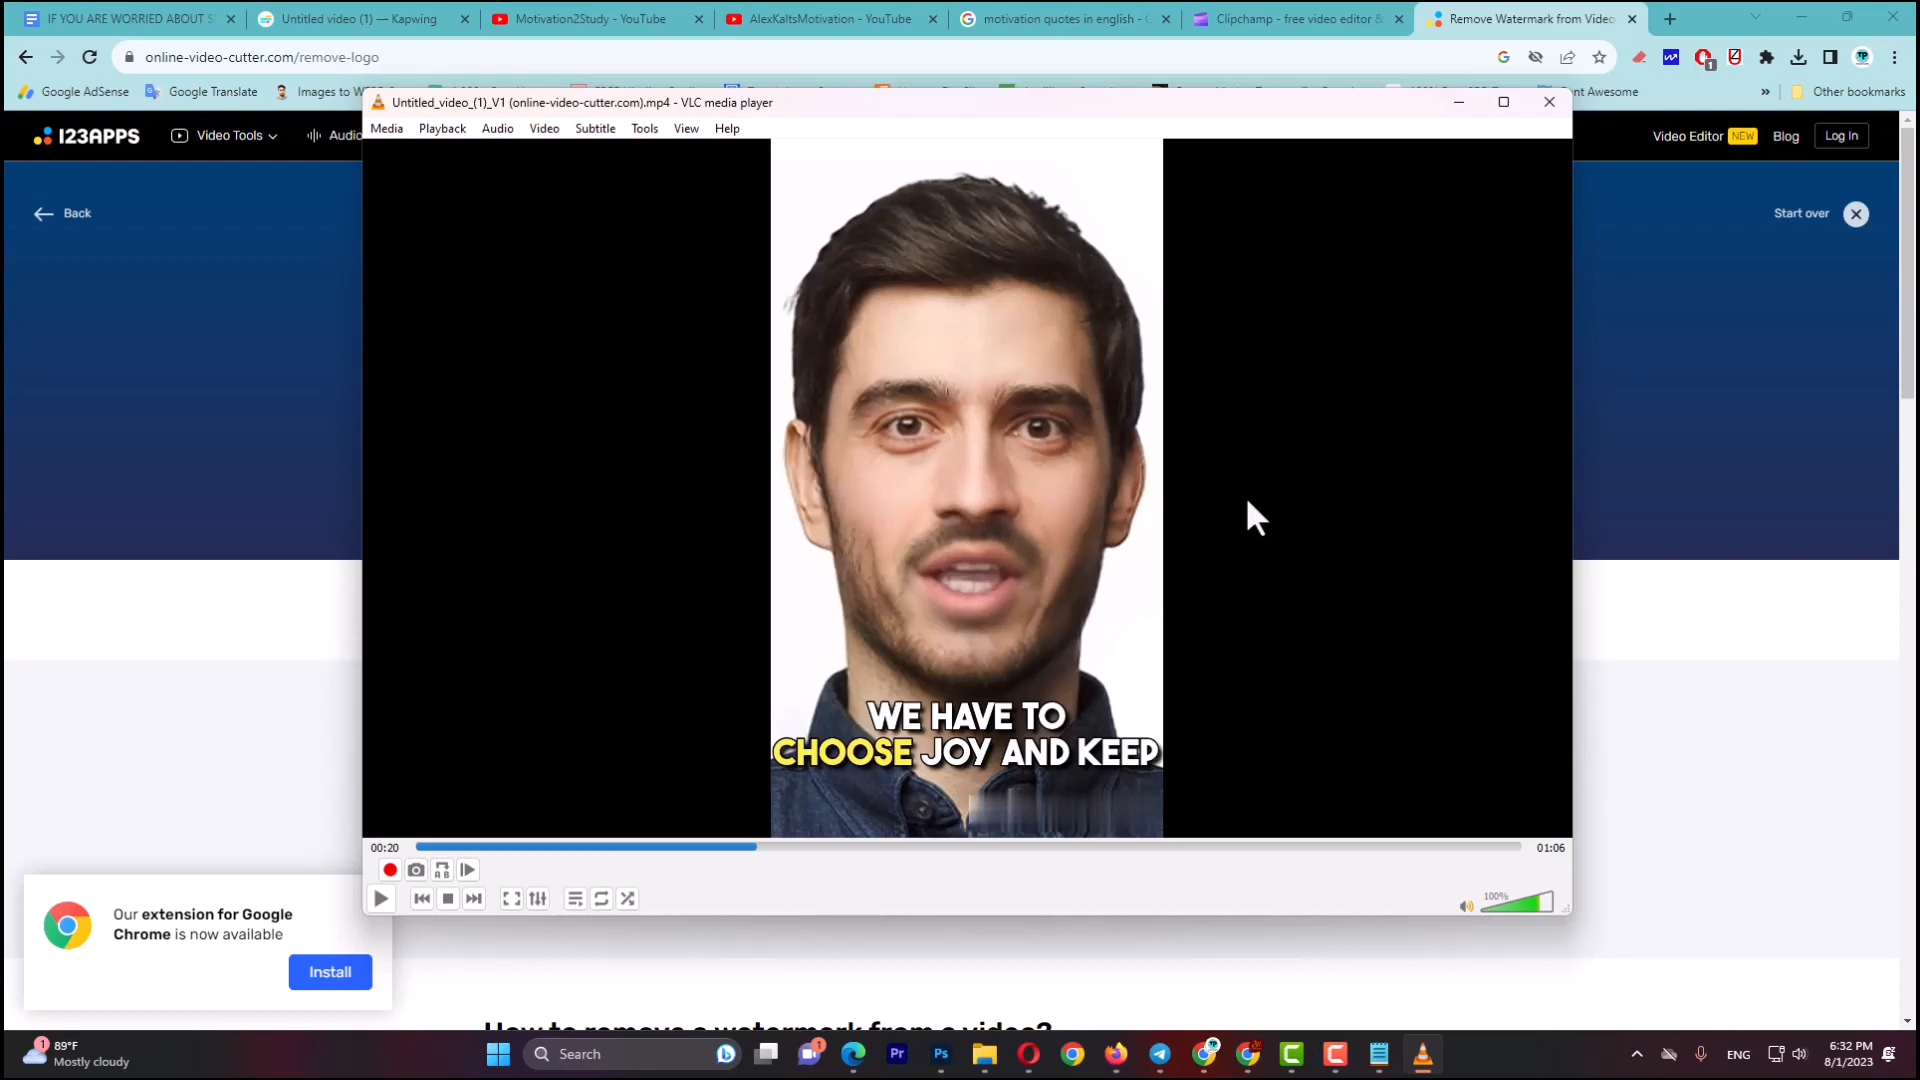 IF YOU ARE WORRIED ABOUT S
Untitled video (1) — Kapwing
Motivation2Study - YouTube
AlexKaltsMotivation - YouTube
motivation quotes in english -
Clipchamp - free video editor &
Remove Watermark from Video
online-video-cutter.com/remove-logo
Google AdSense
Google Translate
Other bookmarks
Untitled_video_(1)_V1 (online-video-cutter.com).mp4 - VLC media player
Media Playback Audio Video Subtitle Tools View Help
123APPS
Video Tools
Audio
Video Editor NEW
Blog
Log In
Back
Start over
WE HAVE TO
CHOOSE JOY AND KEEP
00:20
01:06
100%
Our extension for Google
Chrome is now available
Install
How to remove a watermark from a video?
89°F
Mostly cloudy
Search
ENG
6:32 PM
8/1/2023